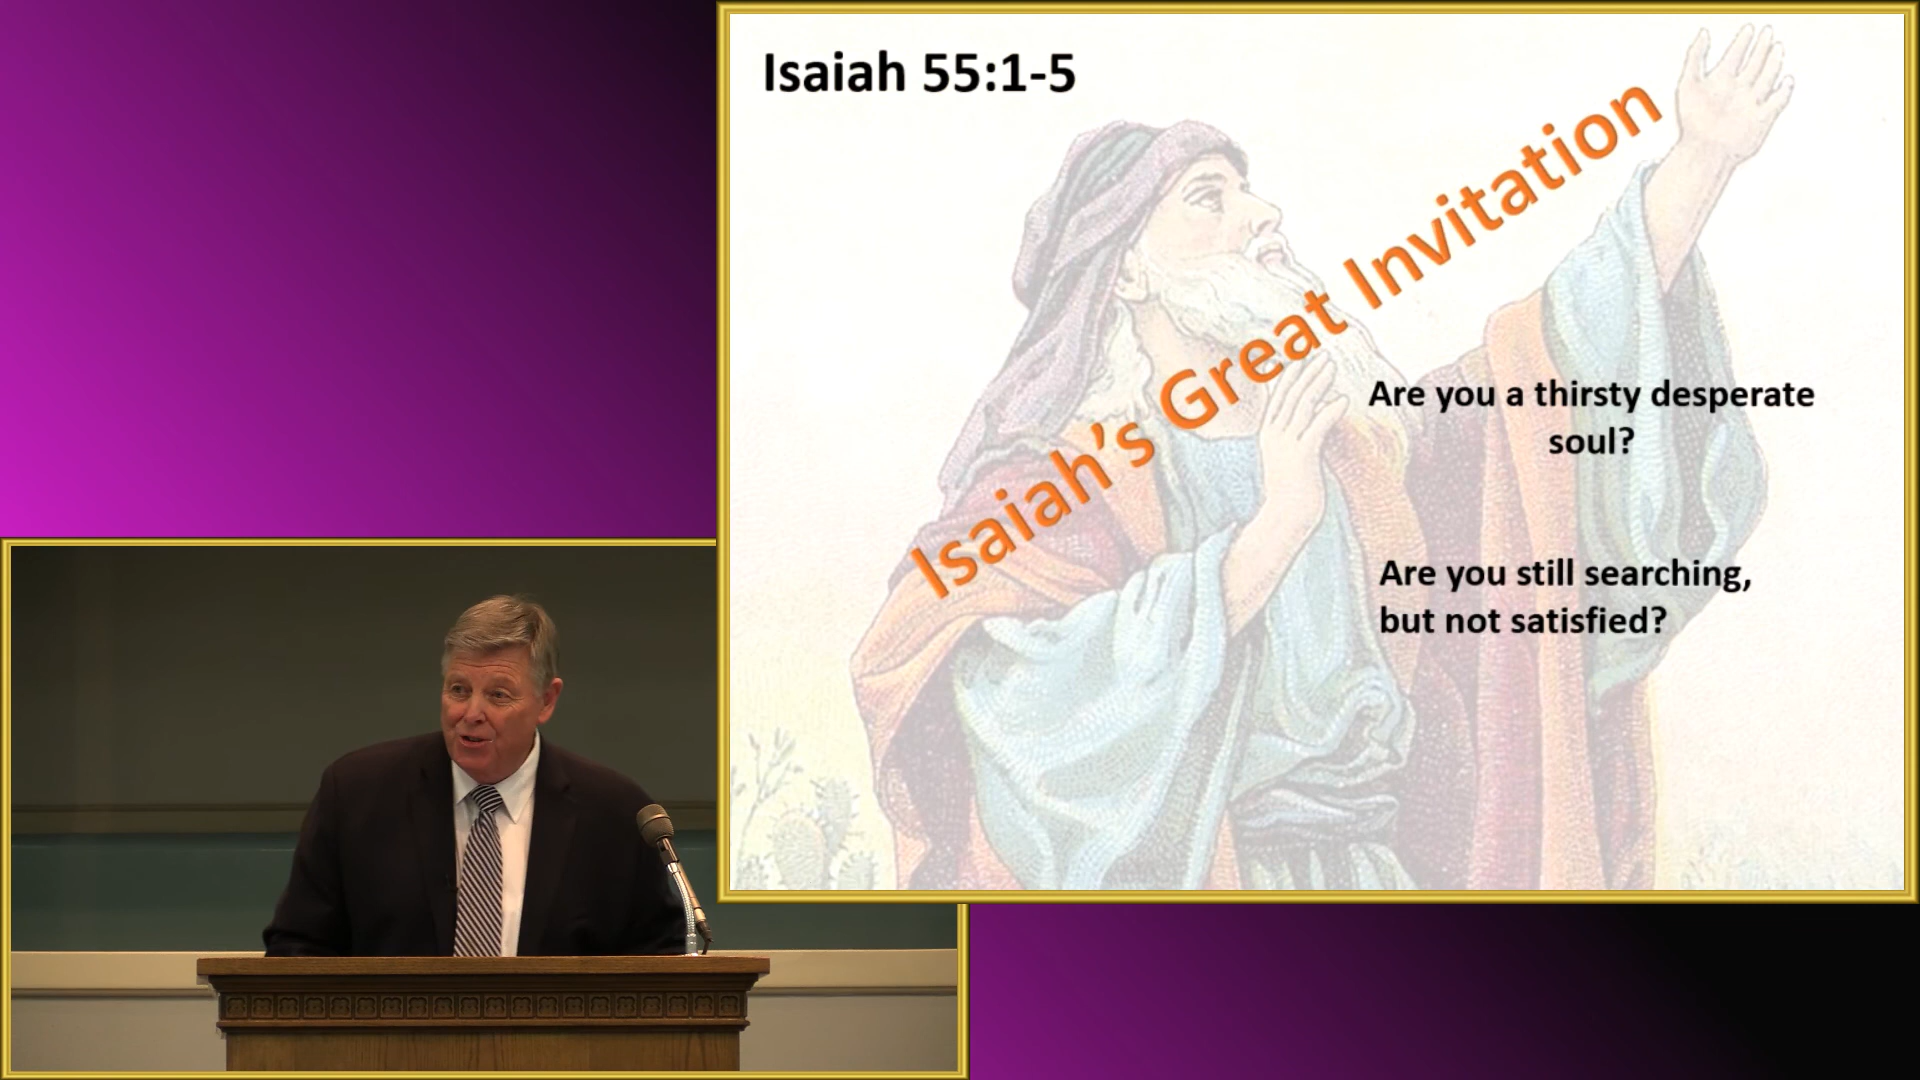 Isaiah 55:1-5
Isaiah's Great Invitation
Are you a thirsty desperate
soul?
Are you still searching,
but not satisfied?